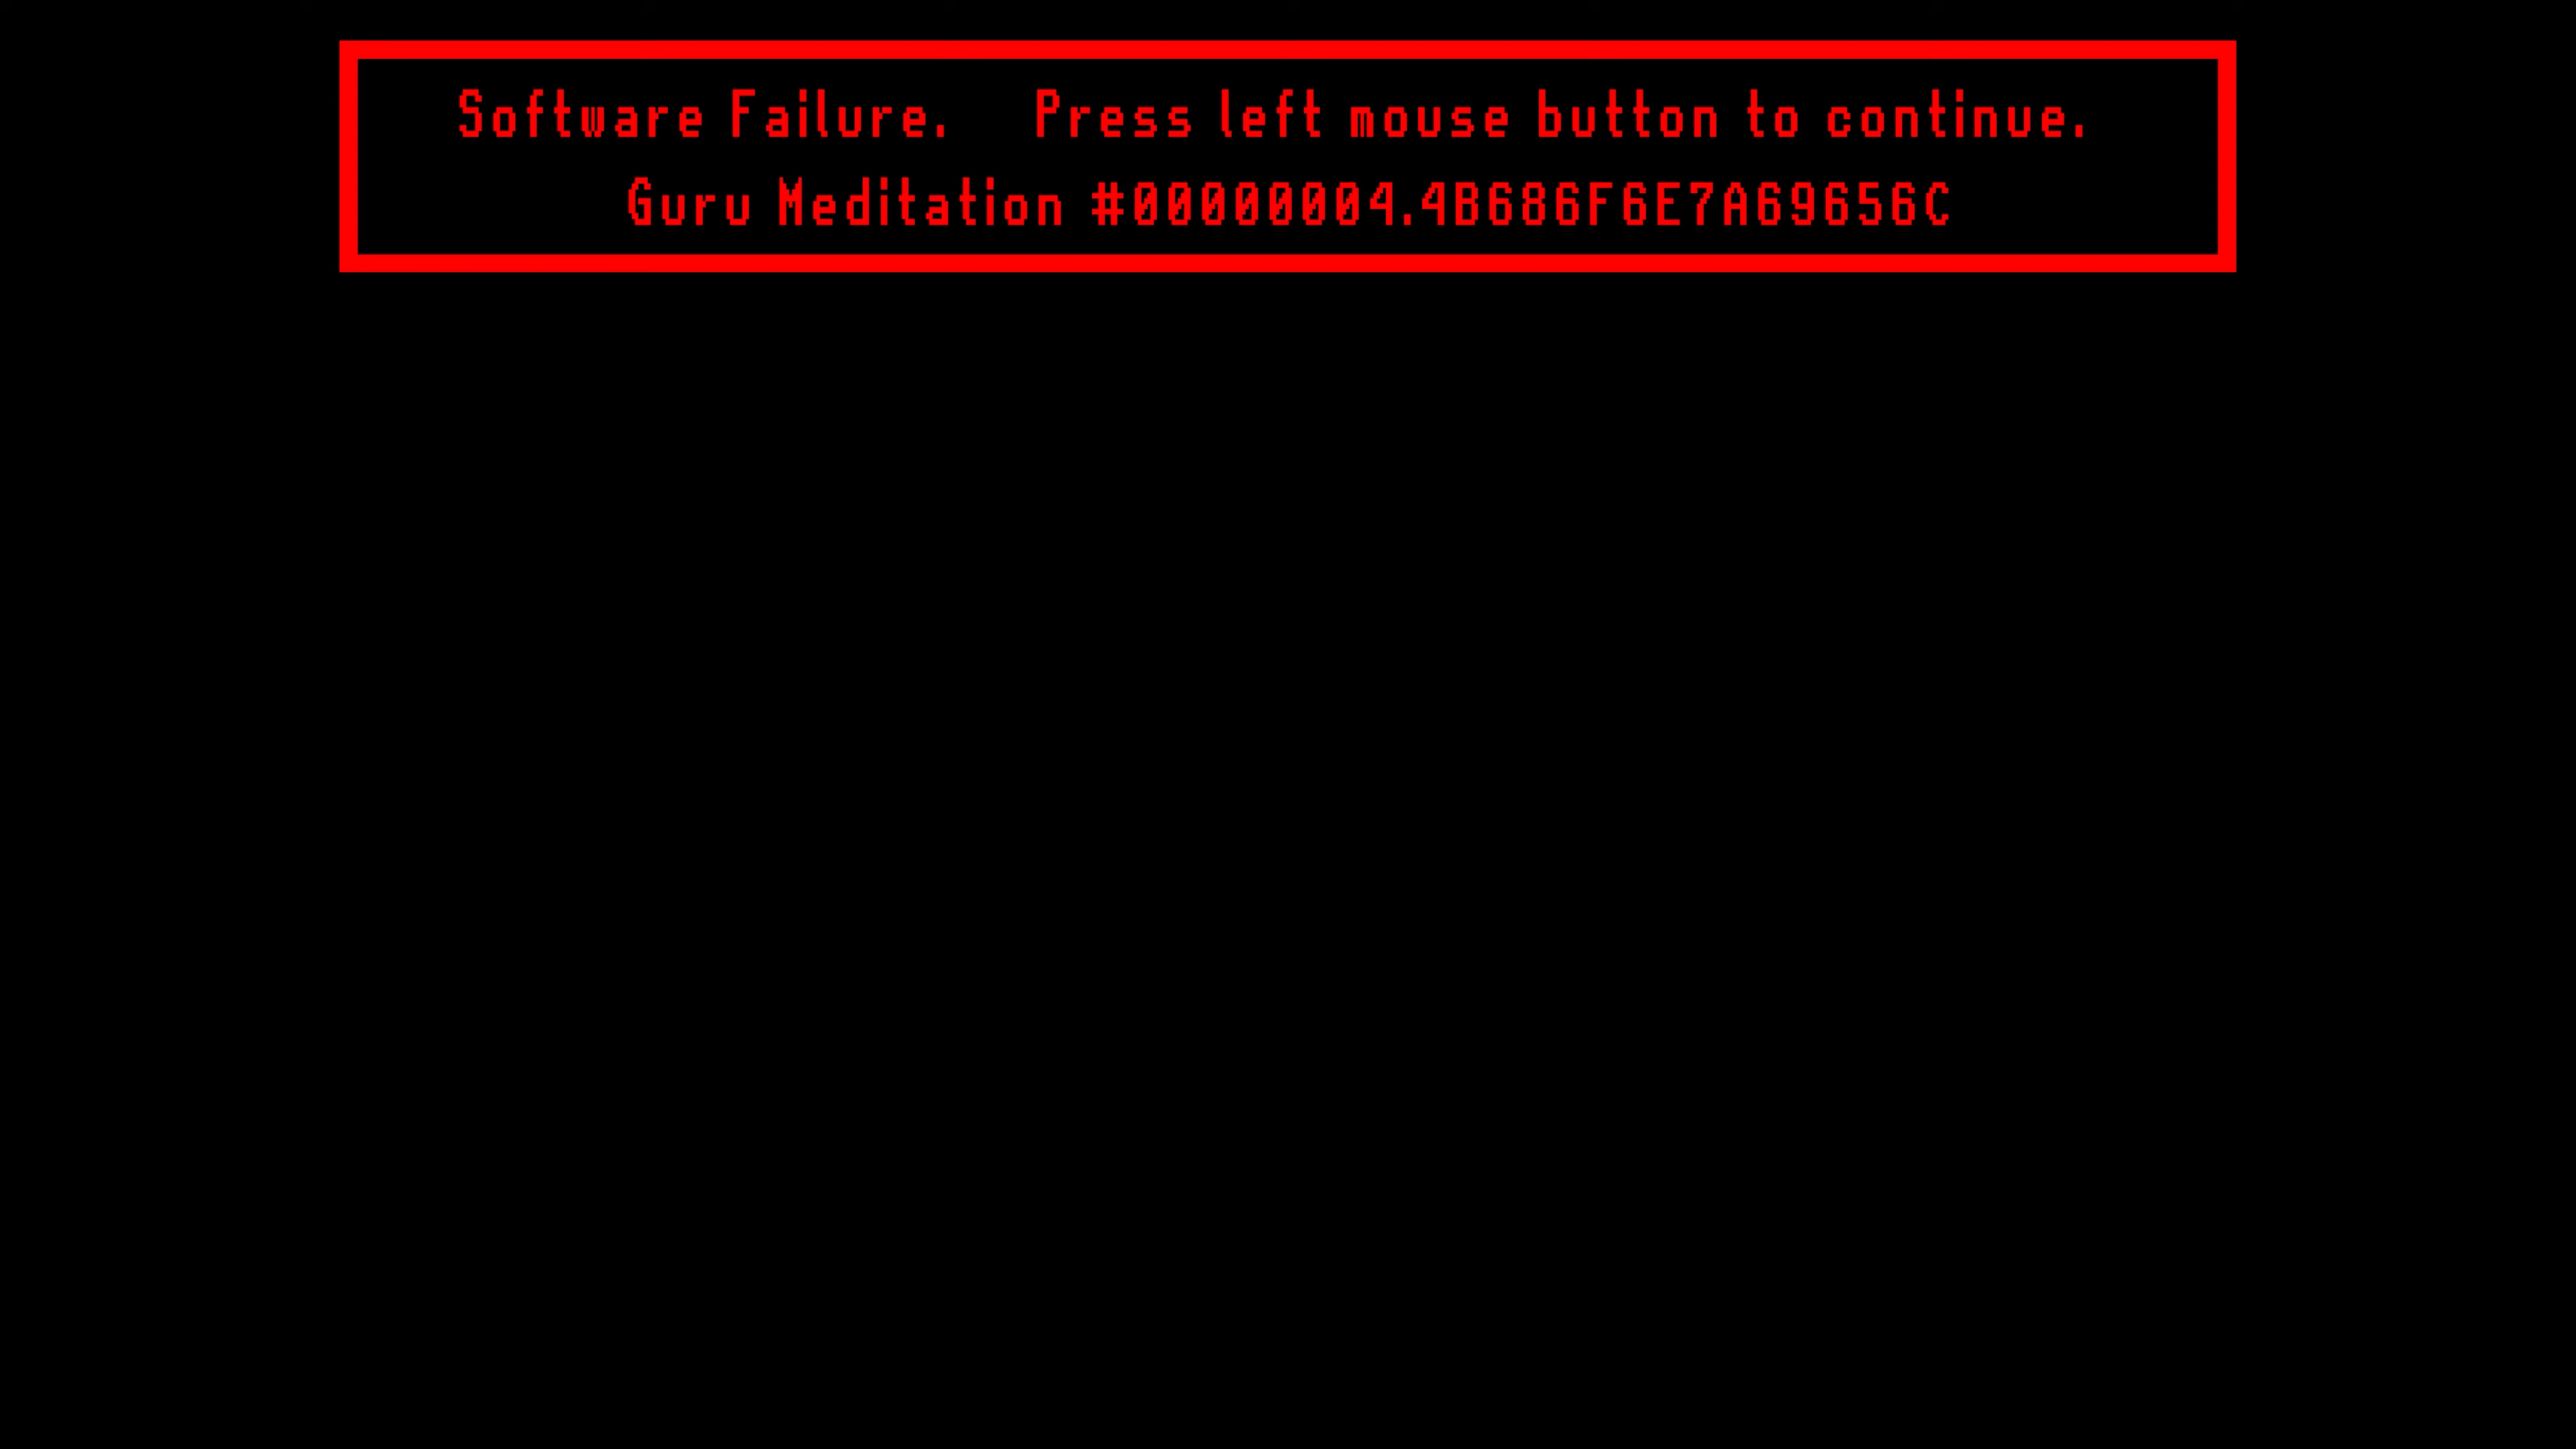 Software Failure.   Press left mouse button to continue.
Guru Meditation #00000004.4B686F6E7A69656C